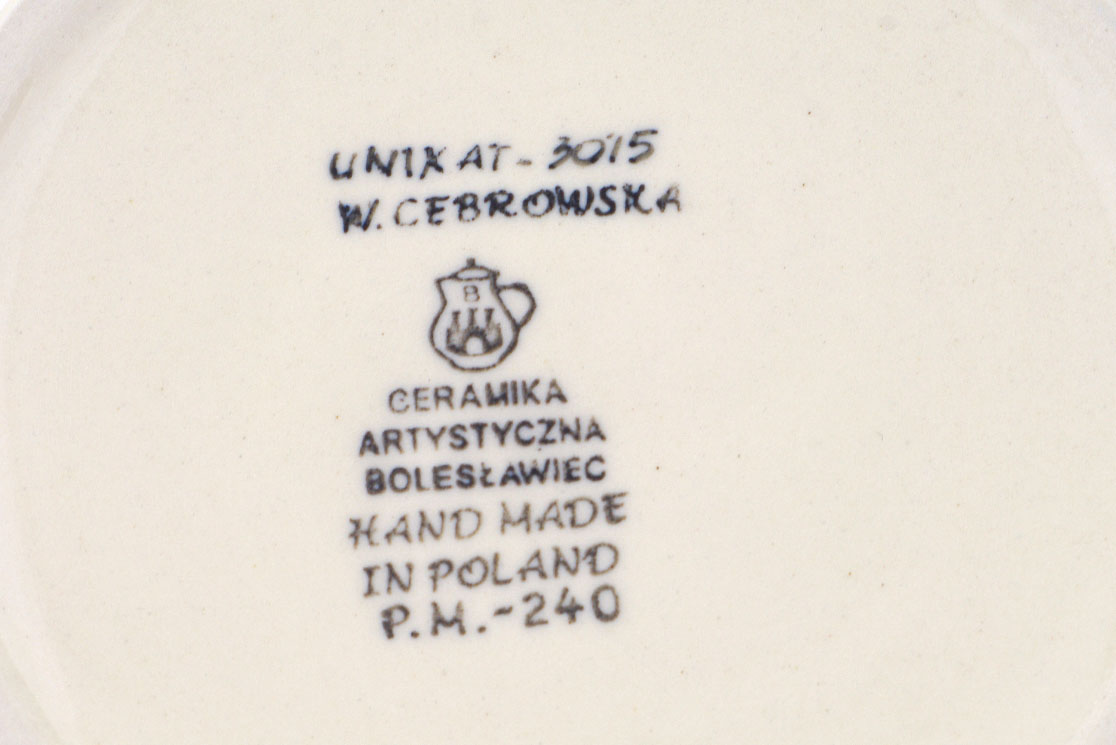 UNIKAT-3015
W. CEBROWSKA
B
CERAMIKA
ARTYSTYCZNA
BOLESŁAWIEC
HAND MADE
IN POLAND
P.M.-240